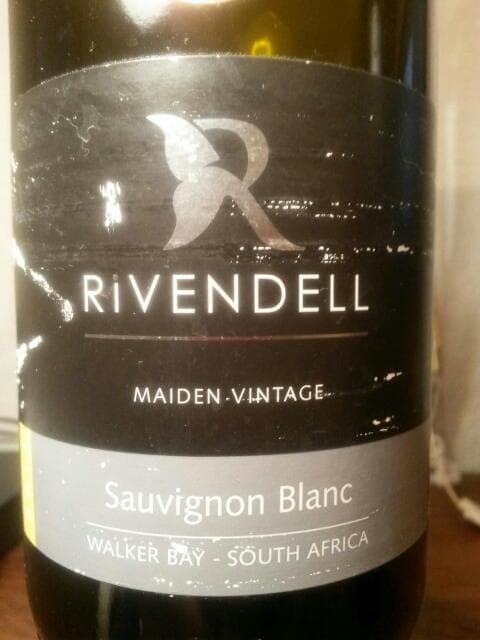 R
RiVENDELL
MAIDEN VINTAGE
Sauvignon Blanc
WALKER BAY - SOUTH AFRICA